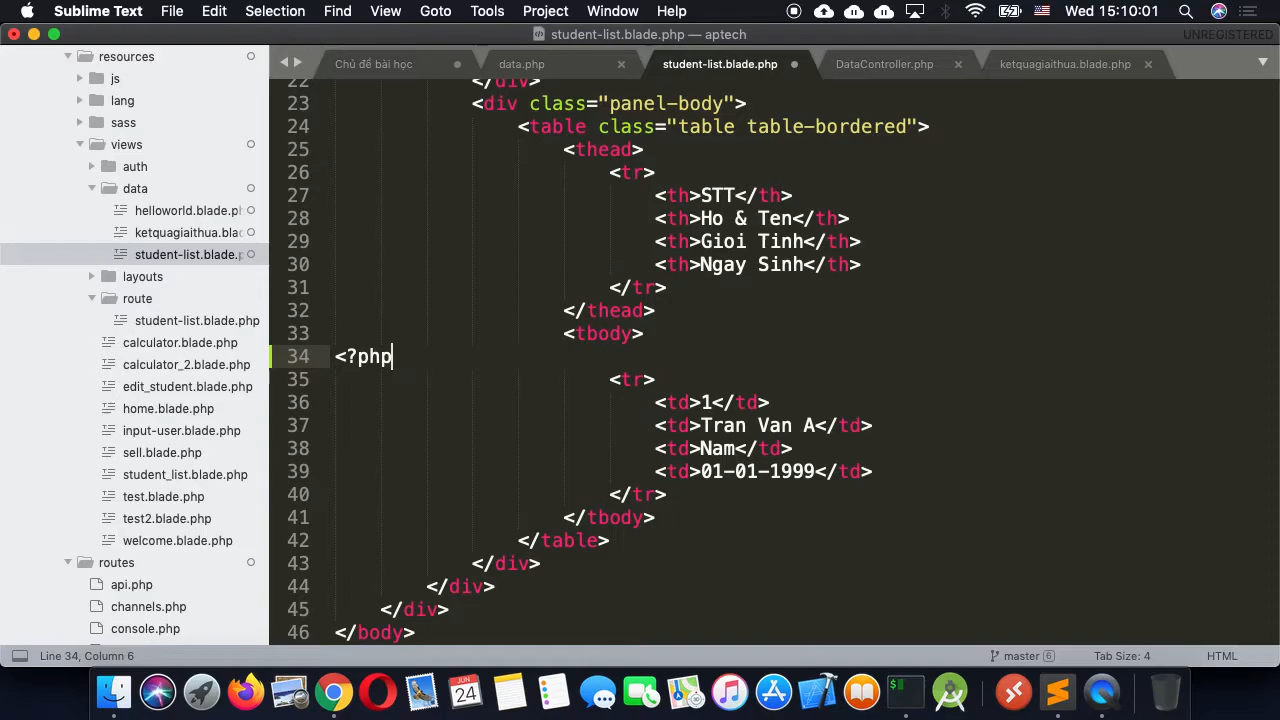 Sublime Text File Edit Selection Find View Goto Tools Project Window Help Wed 15:10:01
student-list.blade.php — aptech UNREGISTERED
Chủ đề bài học data.php student-list.blade.php DataController.php ketquagiaithua.blade.php
resources
js
lang
sass
views
auth
data
helloworld.blade.ph
ketquagiaithua.blac
student-list.blade.p
layouts
route
student-list.blade.php
calculator.blade.php
calculator_2.blade.php
edit_student.blade.php
home.blade.php
input-user.blade.php
sell.blade.php
student_list.blade.php
test.blade.php
test2.blade.php
welcome.blade.php
routes
api.php
channels.php
console.php
22 </div>
23 <div class="panel-body">
24 <table class="table table-bordered">
25 <thead>
26 <tr>
27 <th>STT</th>
28 <th>Ho & Ten</th>
29 <th>Gioi Tinh</th>
30 <th>Ngay Sinh</th>
31 </tr>
32 </thead>
33 <tbody>
34 <?php
35 <tr>
36 <td>1</td>
37 <td>Tran Van A</td>
38 <td>Nam</td>
39 <td>01-01-1999</td>
40 </tr>
41 </tbody>
42 </table>
43 </div>
44 </div>
45 </div>
46 </body>
Line 34, Column 6 master 6 Tab Size: 4 HTML
JUN
24